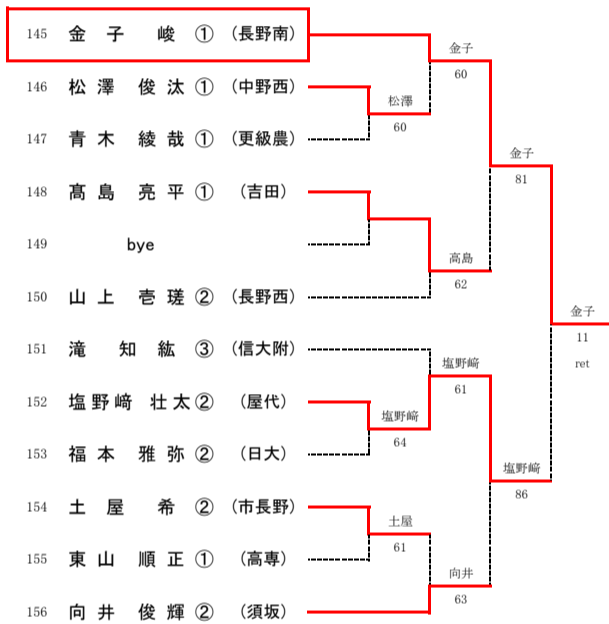 145 金子 峻 ① (長野南)
146 松澤 俊汰 ① (中野西)
147 青木 綾哉 ① (更級農)
148 髙島 亮平 ① (吉田)
149 bye
150 山上 壱瑳 ② (長野西)
151 滝 知紘 ③ (信大附)
152 塩野﨑 壮太 ② (屋代)
153 福本 雅弥 ② (日大)
154 土屋 希 ② (市長野)
155 東山 順正 ① (高専)
156 向井 俊輝 ② (須坂)
松澤
60
塩野﨑
64
土屋
61
金子
60
高島
62
塩野﨑
61
向井
63
金子
81
塩野﨑
86
金子
11
ret